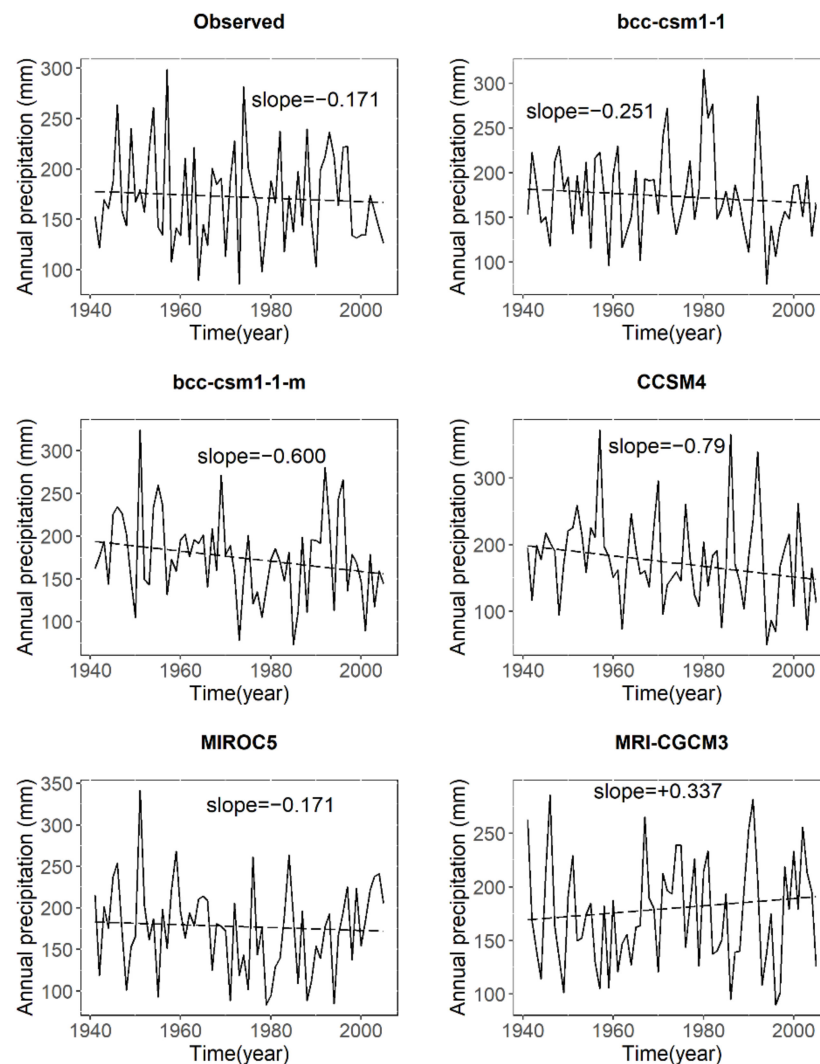 Observed
Annual precipitation (mm)
300
250
200
150
100
slope=−0.171
1940 1960 1980 2000
Time(year)
bcc-csm1-1
Annual precipitation (mm)
300
250
200
150
100
slope=−0.251
1940 1960 1980 2000
Time(year)
bcc-csm1-1-m
Annual precipitation (mm)
300
250
200
150
100
slope=−0.600
1940 1960 1980 2000
Time(year)
CCSM4
Annual precipitation (mm)
300
200
100
slope=−0.79
1940 1960 1980 2000
Time(year)
MIROC5
Annual precipitation (mm)
350
300
250
200
150
100
slope=−0.171
1940 1960 1980 2000
Time(year)
MRI-CGCM3
Annual precipitation (mm)
250
200
150
100
slope=+0.337
1940 1960 1980 2000
Time(year)